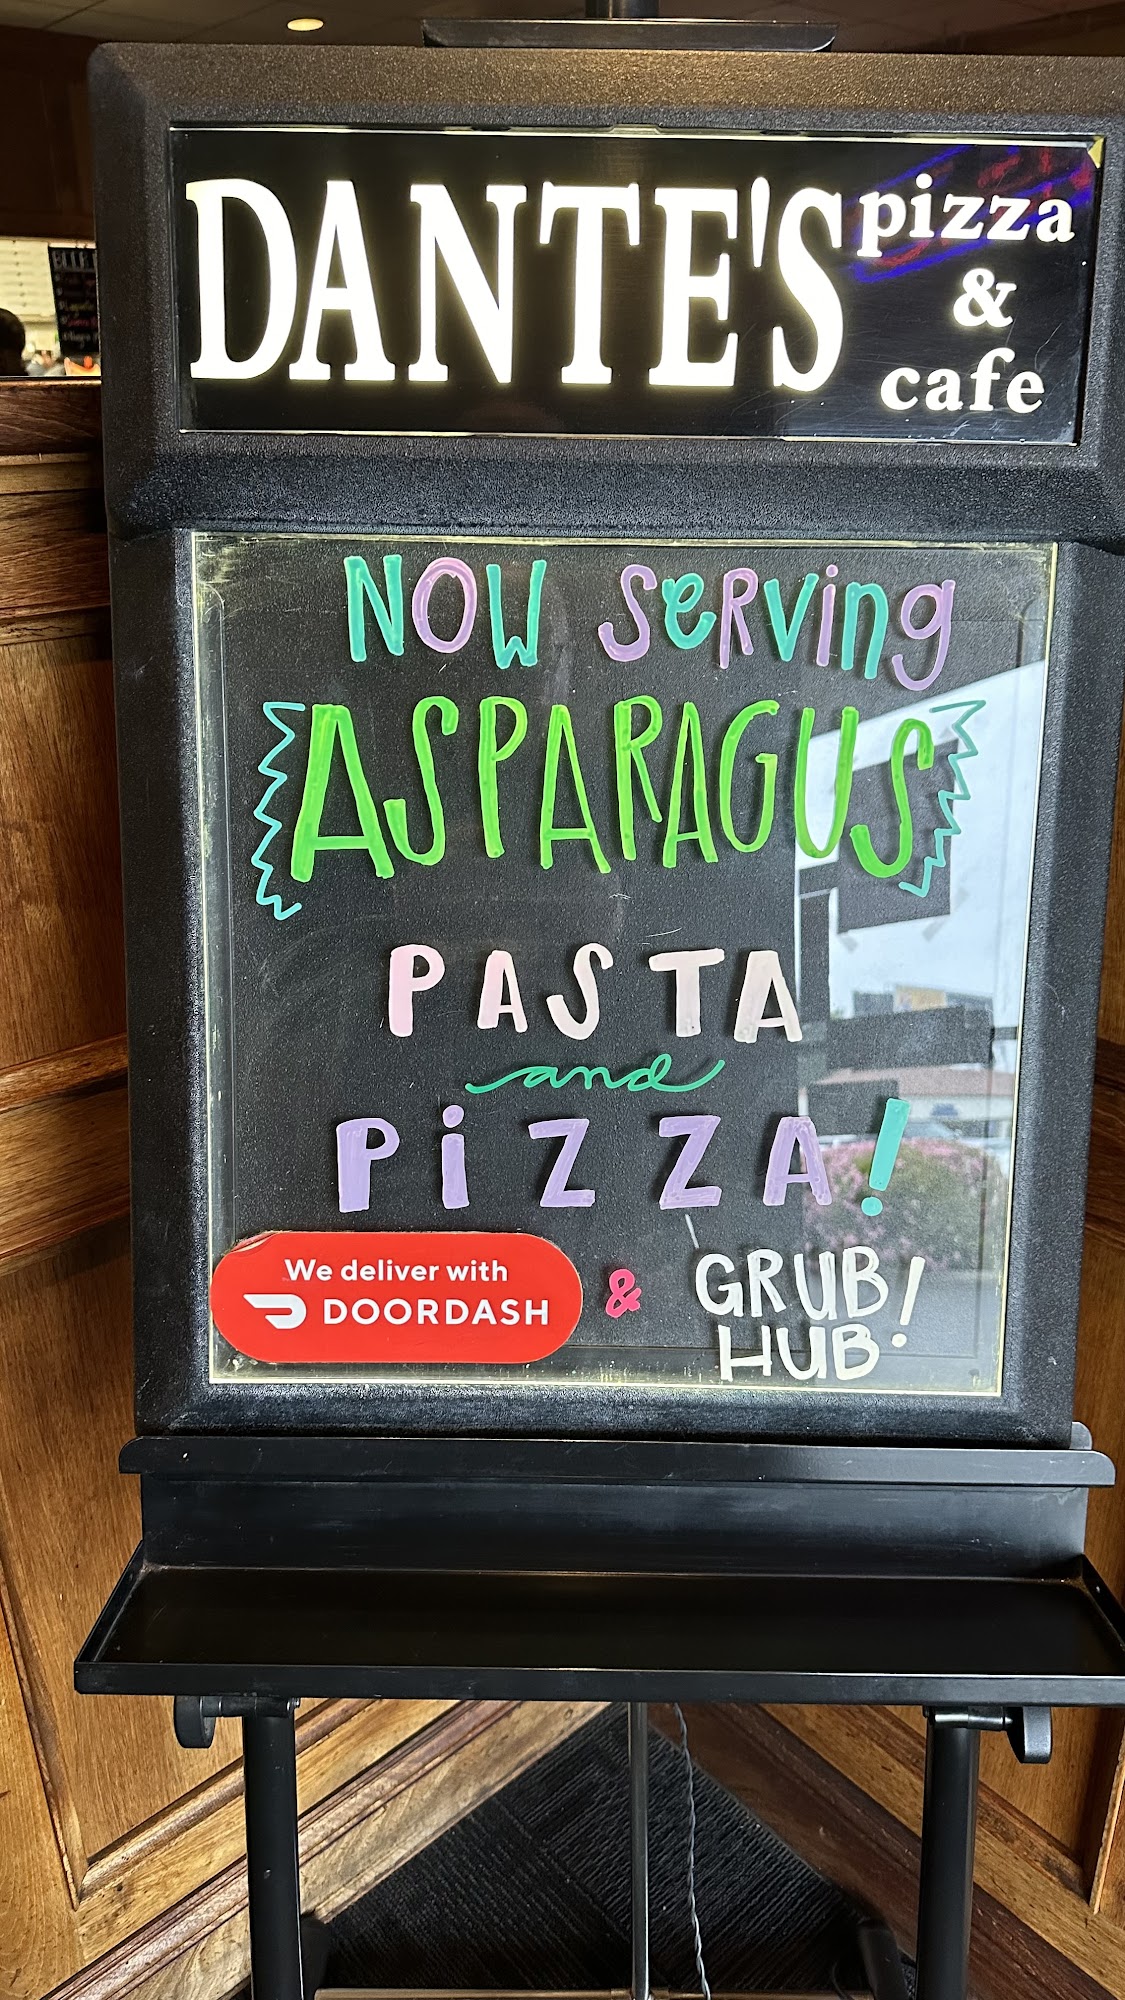 DANTE'S
pizza
&
cafe
NOW SeRving
ASPARAGUS
PASTA
and
PiZZA!
We deliver with
DOORDASH
&
GRUB
HUB!